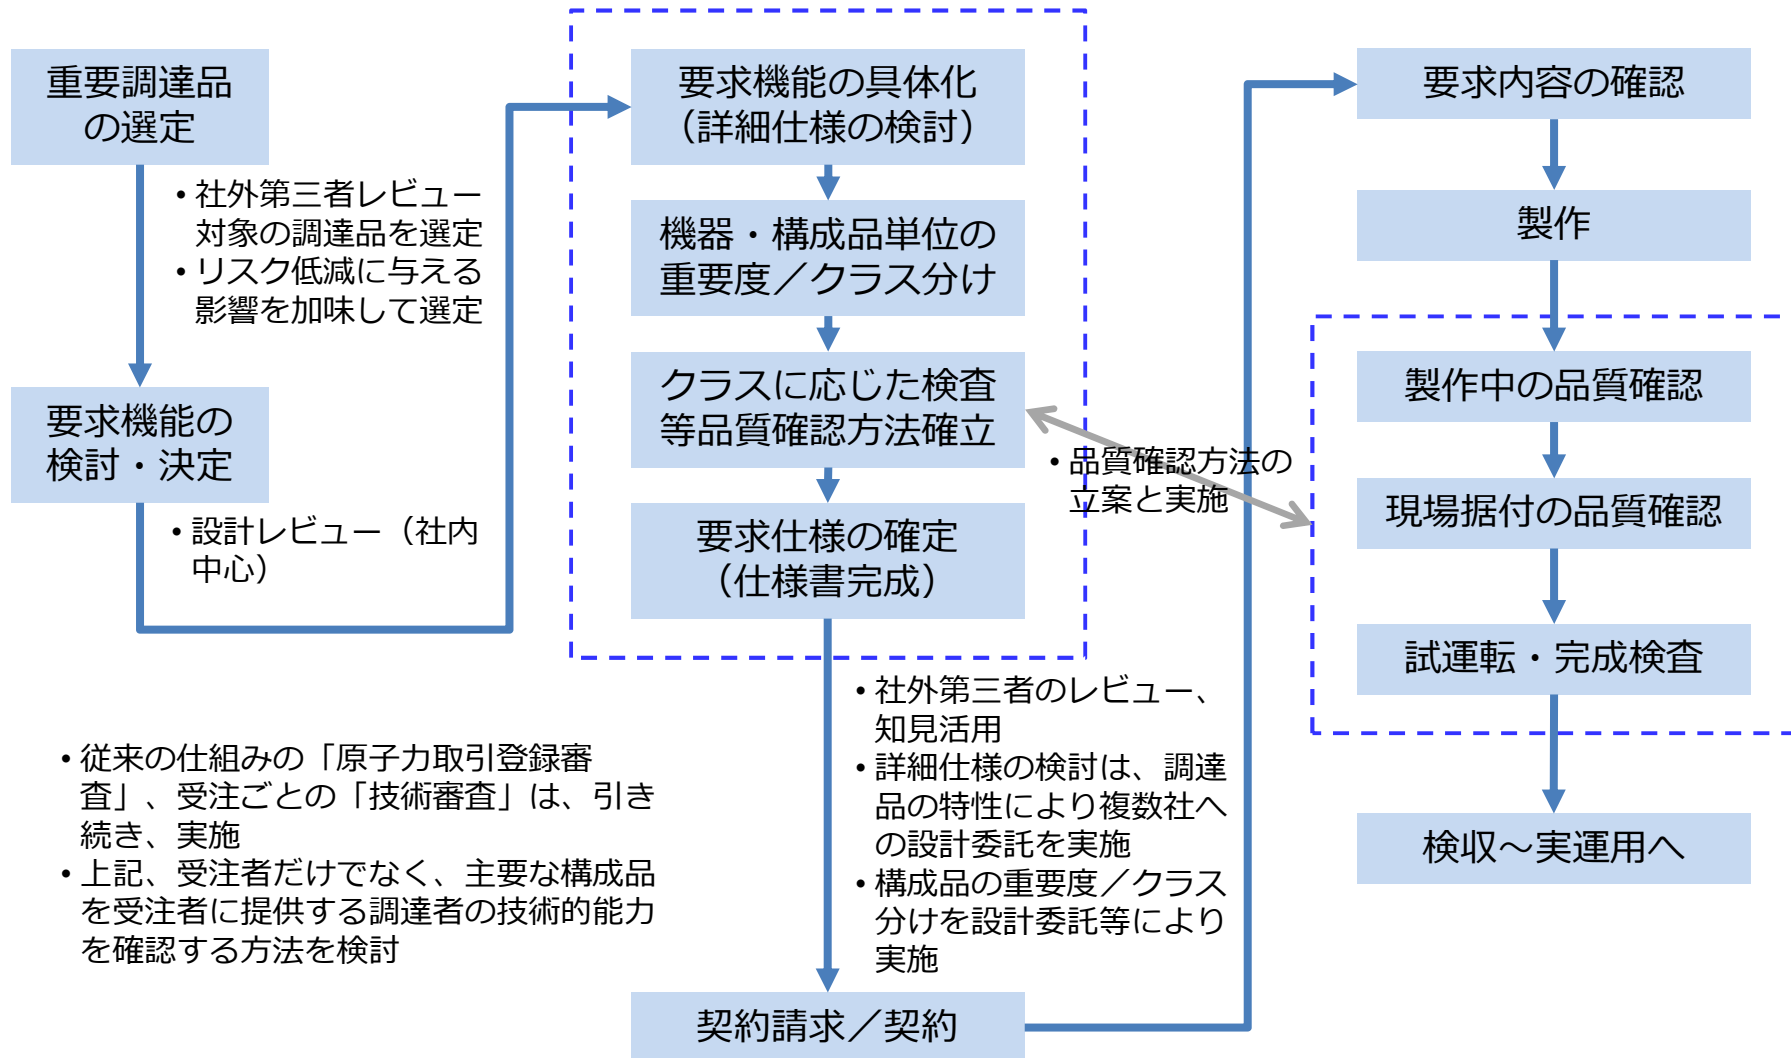 重要調達品
の選定
• 社外第三者レビュー
対象の調達品を選定
• リスク低減に与える
影響を加味して選定
要求機能の
検討・決定
• 設計レビュー（社内
中心）
要求機能の具体化
（詳細仕様の検討）
機器・構成品単位の
重要度／クラス分け
クラスに応じた検査
等品質確認方法確立
要求仕様の確定
（仕様書完成）
• 社外第三者のレビュー、
知見活用
• 詳細仕様の検討は、調達
品の特性により複数社へ
の設計委託を実施
• 構成品の重要度／クラス
分けを設計委託等により
実施
• 従来の仕組みの「原子力取引登録審
査」、受注ごとの「技術審査」は、引き
続き、実施
• 上記、受注者だけでなく、主要な構成品
を受注者に提供する調達者の技術的能力
を確認する方法を検討
契約請求／契約
• 品質確認方法の
立案と実施
要求内容の確認
製作
製作中の品質確認
現場据付の品質確認
試運転・完成検査
検収～実運用へ